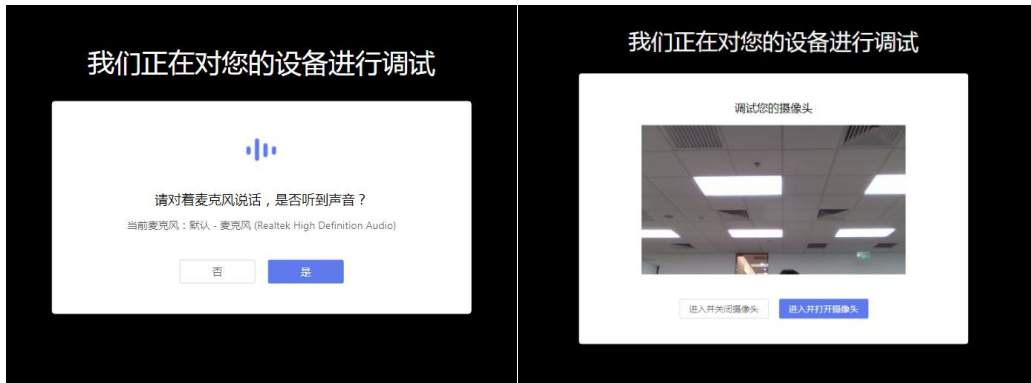 我们正在对您的设备进行调试
请对着麦克风说话，是否听到声音？
当前麦克风：默认 - 麦克风 (Realtek High Definition Audio)
否
是
我们正在对您的设备进行调试
调试您的摄像头
进入并关闭摄像头
进入并打开摄像头